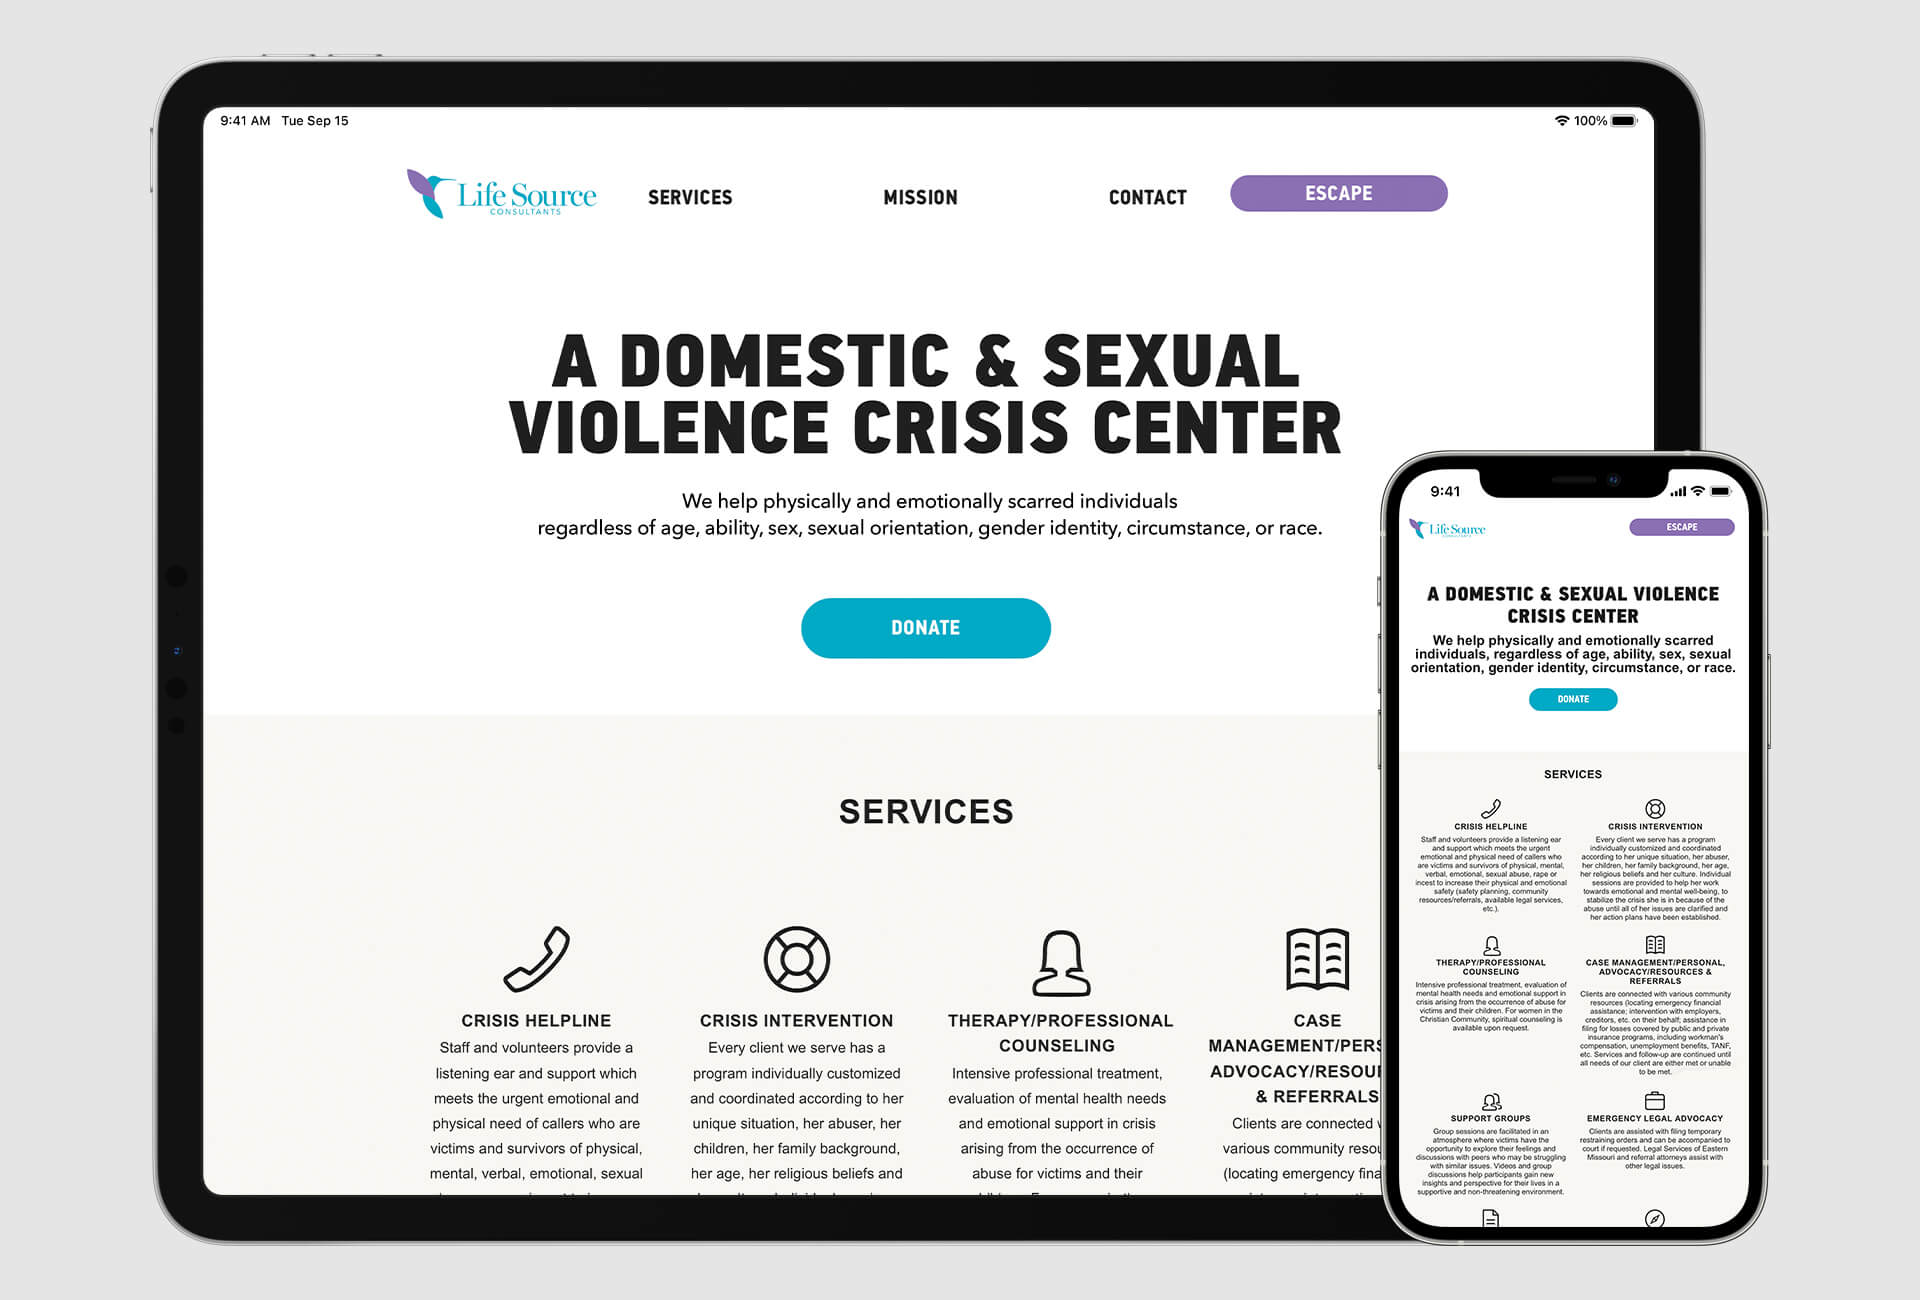 9:41 AM Tue Sep 15
100%
Life Source
CONSULTANTS
SERVICES
MISSION
CONTACT
ESCAPE
A DOMESTIC & SEXUAL
VIOLENCE CRISIS CENTER
We help physically and emotionally scarred individuals
regardless of age, ability, sex, sexual orientation, gender identity, circumstance, or race.
DONATE
SERVICES
CRISIS HELPLINE
Staff and volunteers provide a
listening ear and support which
meets the urgent emotional and
physical need of callers who are
victims and survivors of physical,
mental, verbal, emotional, sexual
CRISIS INTERVENTION
Every client we serve has a
program individually customized
and coordinated according to her
unique situation, her abuser, her
children, her family background,
her age, her religious beliefs and
THERAPY/PROFESSIONAL
COUNSELING
Intensive professional treatment,
evaluation of mental health needs
and emotional support in crisis
arising from the occurrence of
abuse for victims and their
CASE
MANAGEMENT/PERS
ADVOCACY/RESOU
& REFERRALS
Clients are connected
various community resou
(locating emergency fina
9:41
Life Source
CONSULTANTS
ESCAPE
A DOMESTIC & SEXUAL VIOLENCE
CRISIS CENTER
We help physically and emotionally scarred
individuals, regardless of age, ability, sex, sexual
orientation, gender identity, circumstance, or race.
DONATE
SERVICES
CRISIS HELPLINE
Staff and volunteers provide a listening ear
and support which meets the urgent
emotional and physical need of callers who
are victims and survivors of physical, mental,
verbal, emotional, sexual abuse, rape or
incest to increase their physical and emotional
safety (safety planning, community
resources/referrals, available legal services,
etc.).
CRISIS INTERVENTION
Every client we serve has a program
individually customized and coordinated
according to her unique situation, her abuser,
her children, her family background, her age,
her religious beliefs and her culture. Individual
sessions are provided to help her work
towards emotional and mental well-being, to
stabilize the crisis she is in because of the
abuse until all of her issues are clarified and
her action plans have been established.
THERAPY/PROFESSIONAL
COUNSELING
Intensive professional treatment, evaluation of
mental health needs and emotional support in
crisis arising from the occurrence of abuse for
victims and their children. For women in the
Christian Community, spiritual counseling is
available upon request.
CASE MANAGEMENT/PERSONAL,
ADVOCACY/RESOURCES &
REFERRALS
Clients are connected with various community
resources (locating emergency financial
assistance; intervention with employers,
creditors, etc. on their behalf; assistance in
filing for losses covered by public and private
insurance programs, including workman's
compensation, unemployment benefits, TANF,
etc. Services and follow-up are continued until
all needs of our client are either met or unable
to be met.
SUPPORT GROUPS
Group sessions are facilitated in an
atmosphere where victims have the
opportunity to explore their feelings and
discussions with peers who may be struggling
with similar issues. Videos and group
discussions help participants gain new
insights and perspective for their lives in a
supportive and non-threatening environment.
EMERGENCY LEGAL ADVOCACY
Clients are assisted with filing temporary
restraining orders and can be accompanied to
court if requested. Legal Services of Eastern
Missouri and referral attorneys assist with
other legal issues.